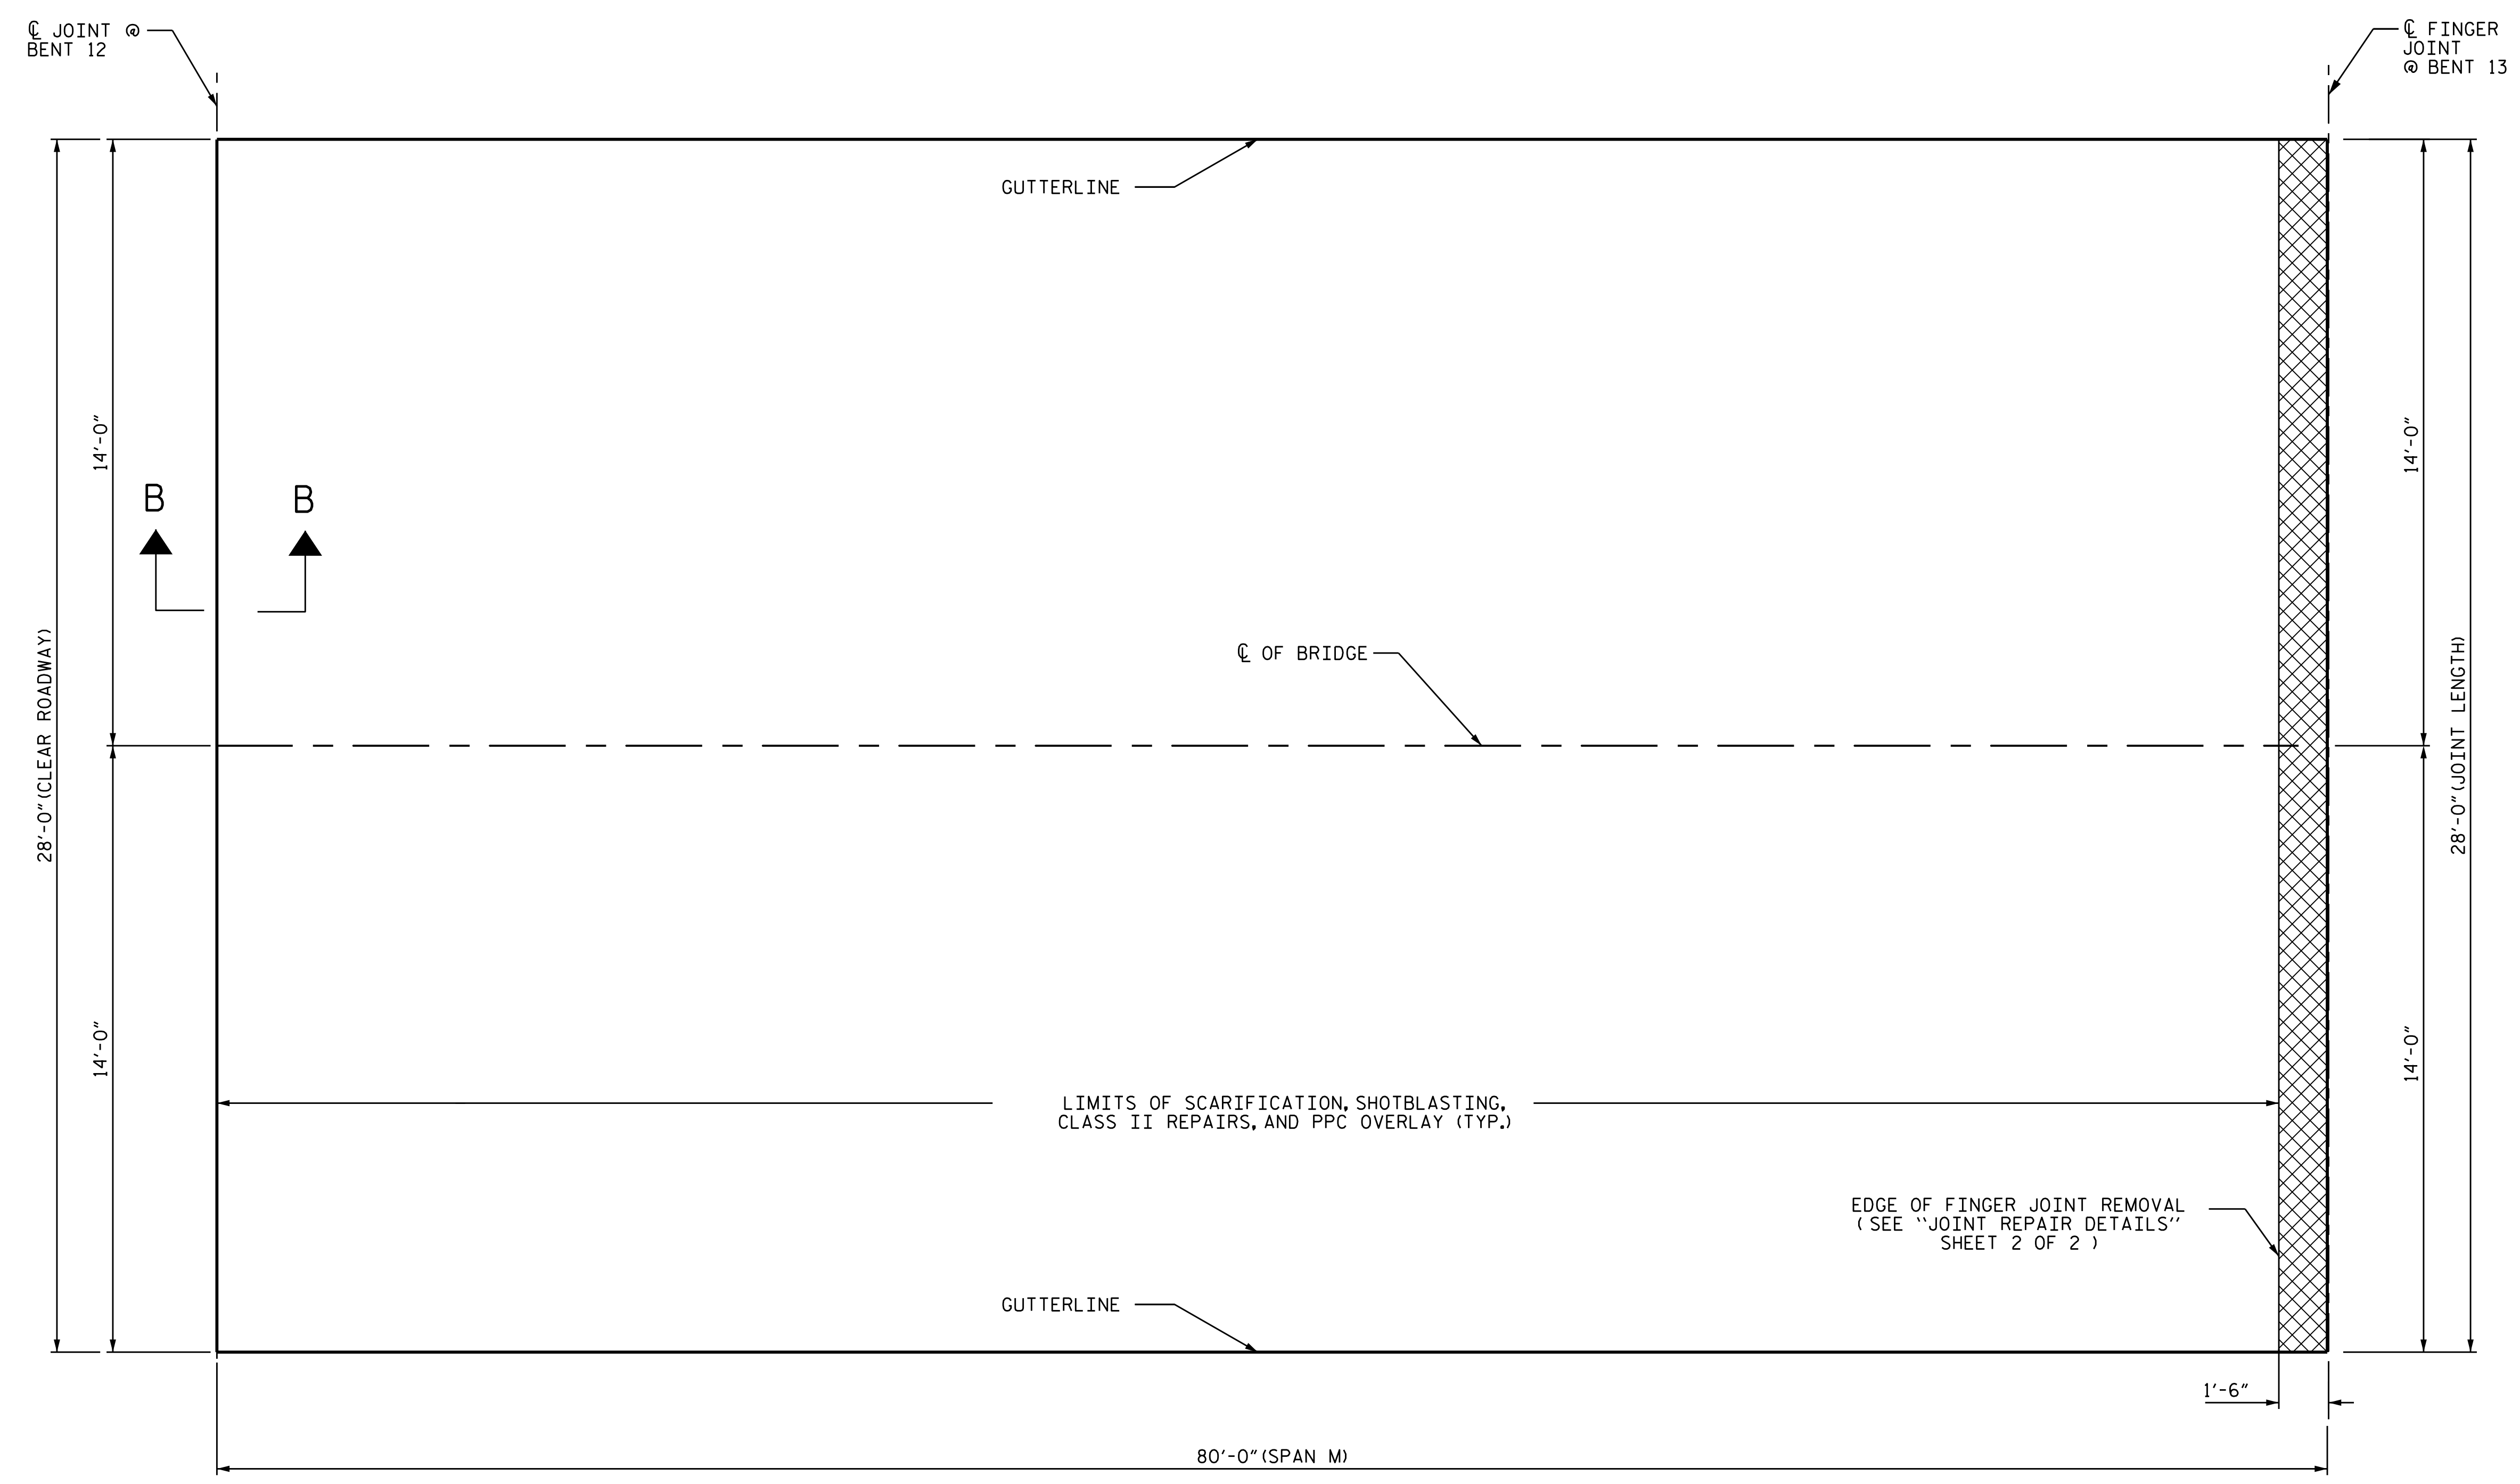 ℄ JOINT @
BENT 12
℄ FINGER
JOINT
@ BENT 13
GUTTERLINE
14'-0"
14'-0"
B
B
28'-0" (CLEAR ROADWAY)
℄ OF BRIDGE
28'-0" (JOINT LENGTH)
14'-0"
14'-0"
LIMITS OF SCARIFICATION, SHOTBLASTING,
CLASS II REPAIRS, AND PPC OVERLAY (TYP.)
EDGE OF FINGER JOINT REMOVAL
( SEE ''JOINT REPAIR DETAILS''
SHEET 2 OF 2 )
GUTTERLINE
1'-6"
80'-0" (SPAN M)